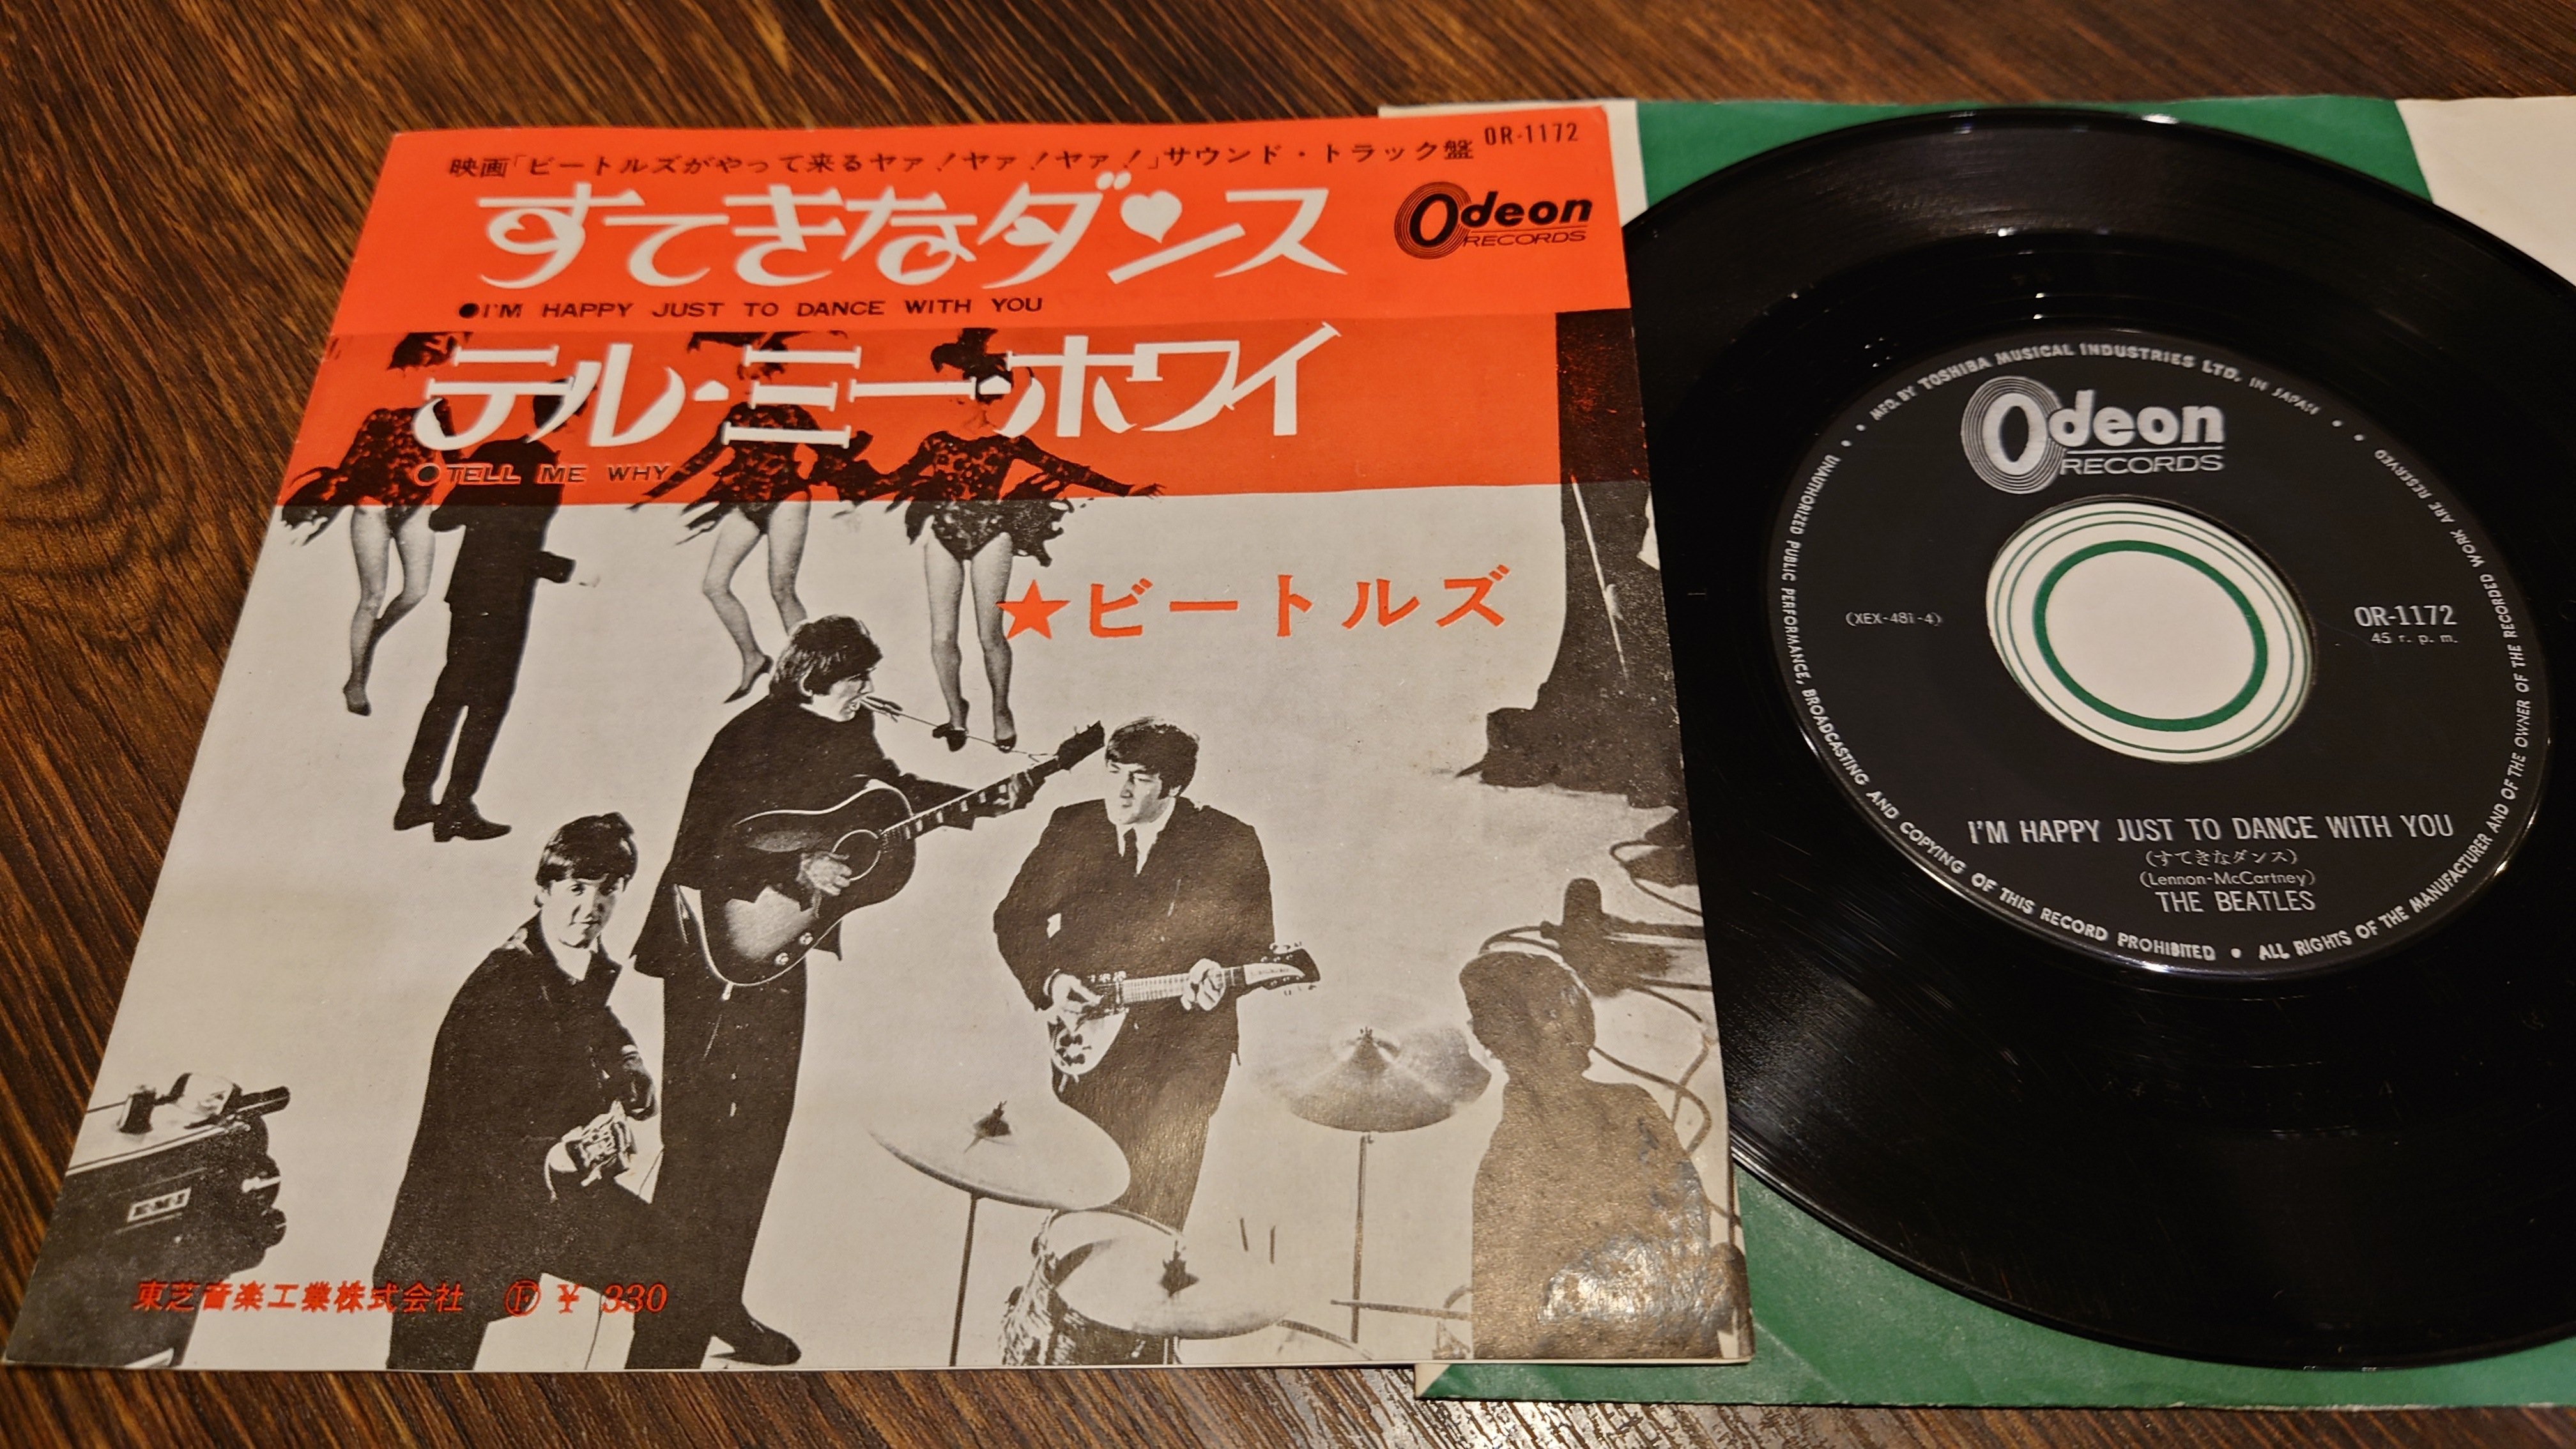 映画「ビートルズがやって来るヤァ!ヤァ!ヤァ!」サウンド・トラック盤 OR-1172
すてきなダンス
Odeon
RECORDS
●I'M HAPPY JUST TO DANCE WITH YOU
テル・ミー・ホワイ
●TELL ME WHY
★ビートルズ
EMI
東芝音楽工業株式会社 Ⓕ ¥ 330
MFD. BY TOSHIBA MUSICAL INDUSTRIES LTD. IN JAPAN
Odeon
RECORDS
(XEX-481-4)
OR-1172
45 r. p. m.
I'M HAPPY JUST TO DANCE WITH YOU
(すてきなダンス)
(Lennon-McCartney)
THE BEATLES
UNAUTHORIZED PUBLIC PERFORMANCE, BROADCASTING AND COPYING OF THIS RECORD PROHIBITED • ALL RIGHTS OF THE MANUFACTURER AND OF THE OWNER OF THE RECORDED WORK ARE RESERVED